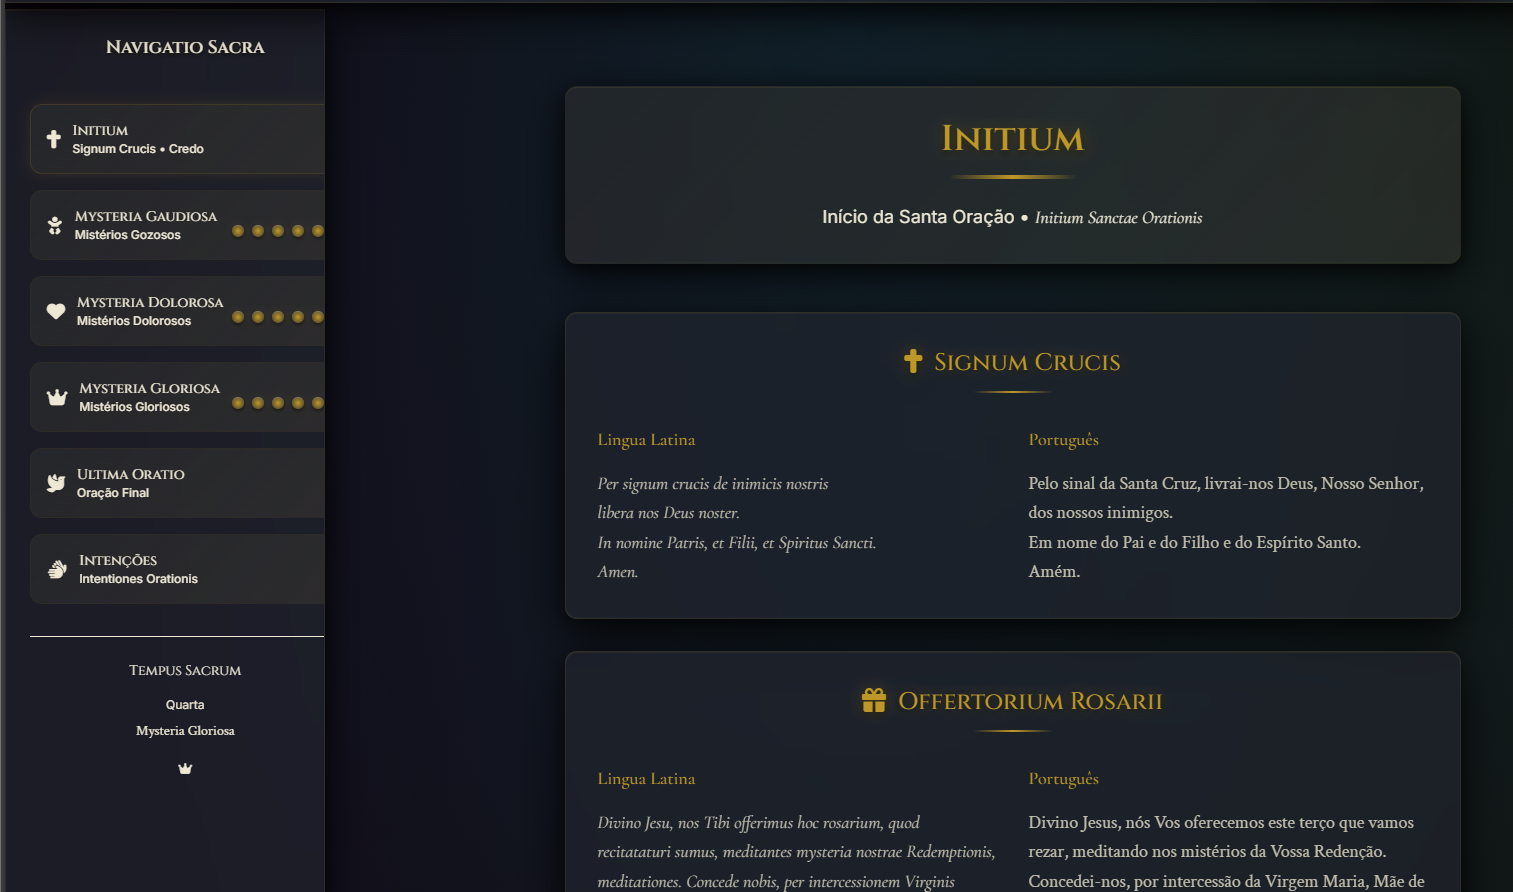 Navigatio Sacra
Initium
Signum Crucis • Credo
Mysteria Gaudiosa
Mistérios Gozosos
Mysteria Dolorosa
Mistérios Dolorosos
Mysteria Gloriosa
Mistérios Gloriosos
Ultima Oratio
Oração Final
Intenções
Intentiones Orationis
Tempus Sacrum
Quarta
Mysteria Gloriosa
Initium
Início da Santa Oração • Initium Sanctae Orationis
Signum Crucis
Lingua Latina
Per signum crucis de inimicis nostris
libera nos Deus noster.
In nomine Patris, et Filii, et Spiritus Sancti.
Amen.
Português
Pelo sinal da Santa Cruz, livrai-nos Deus, Nosso Senhor,
dos nossos inimigos.
Em nome do Pai e do Filho e do Espírito Santo.
Amém.
Offertorium Rosarii
Lingua Latina
Divino Jesu, nos Tibi offerimus hoc rosarium, quod
recitataturi sumus, meditantes mysteria nostrae Redemptionis,
meditationes. Concede nobis, per intercessionem Virginis
Português
Divino Jesus, nós Vos oferecemos este terço que vamos
rezar, meditando nos mistérios da Vossa Redenção.
Concedei-nos, por intercessão da Virgem Maria, Mãe de